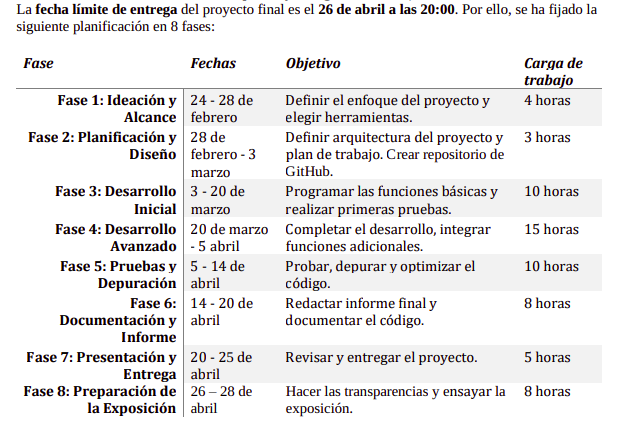 La fecha límite de entrega del proyecto final es el 26 de abril a las 20:00. Por ello, se ha fijado la
siguiente planificación en 8 fases:
Fase Fechas Objetivo Carga de
trabajo
Fase 1: Ideación y 24 - 28 de Definir el enfoque del proyecto y 4 horas
Alcance febrero elegir herramientas.
Fase 2: Planificación y 28 de Definir arquitectura del proyecto y 3 horas
Diseño febrero - 3 plan de trabajo. Crear repositorio de
marzo GitHub.
Fase 3: Desarrollo 3 - 20 de Programar las funciones básicas y 10 horas
Inicial marzo realizar primeras pruebas.
Fase 4: Desarrollo 20 de marzo Completar el desarrollo, integrar 15 horas
Avanzado - 5 abril funciones adicionales.
Fase 5: Pruebas y 5 - 14 de Probar, depurar y optimizar el 10 horas
Depuración abril código.
Fase 6: 14 - 20 de Redactar informe final y 8 horas
Documentación y abril documentar el código.
Informe
Fase 7: Presentación y 20 - 25 de Revisar y entregar el proyecto. 5 horas
Entrega abril
Fase 8: Preparación de 26 – 28 de Hacer las transparencias y ensayar la 8 horas
la Exposición abril exposición.